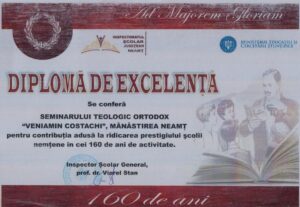 Ad Majorem Gloriam
INSPECTORATUL
ȘCOLAR
JUDEȚEAN
NEAMȚ
MINISTERUL EDUCAȚIEI ȘI
CERCETĂRII ȘTIINȚIFICE
DIPLOMĂ DE EXCELENȚĂ
Se conferă
SEMINARULUI TEOLOGIC ORTODOX
"VENIAMIN COSTACHI", MĂNĂSTIREA NEAMȚ
pentru contribuția adusă la ridicarea prestigiului școlii
nemțene în cei 160 de ani de activitate.
Inspector Școlar General,
prof. dr. Viorel Stan
160 de ani